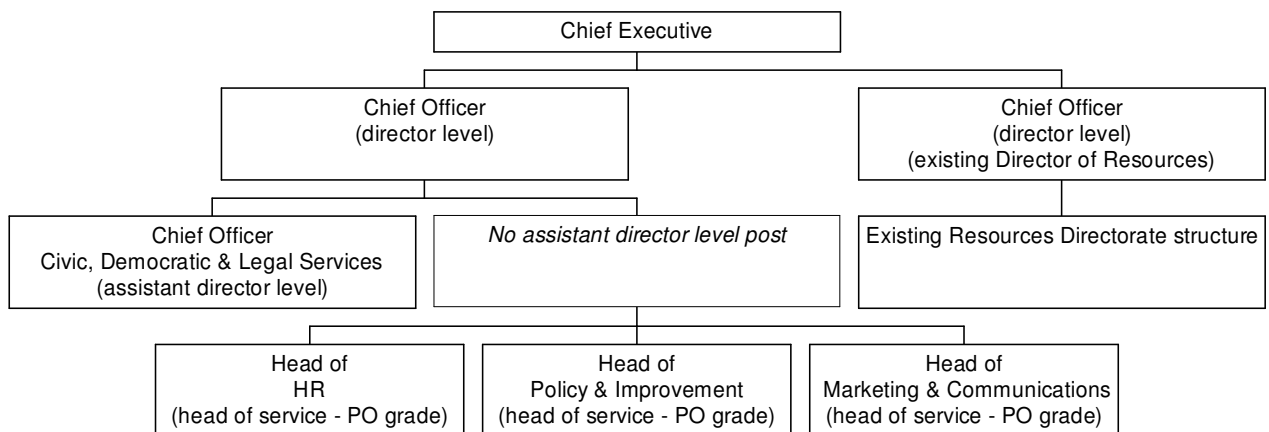 Chief Executive
Chief Officer
(director level)
Chief Officer
(director level)
(existing Director of Resources)
Chief Officer
Civic, Democratic & Legal Services
(assistant director level)
No assistant director level post
Existing Resources Directorate structure
Head of
HR
(head of service - PO grade)
Head of
Policy & Improvement
(head of service - PO grade)
Head of
Marketing & Communications
(head of service - PO grade)